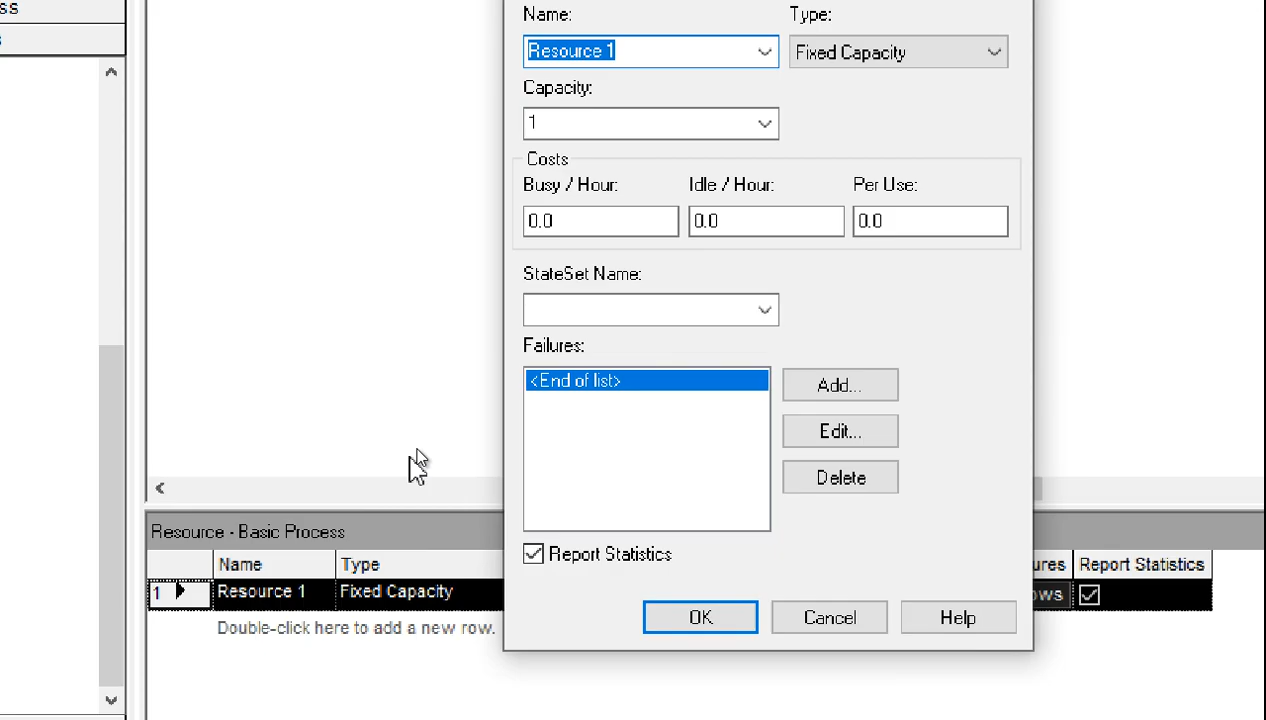 ss
s
Name:
Type:
Resource 1
Fixed Capacity
Capacity:
1
Costs
Busy / Hour:
Idle / Hour:
Per Use:
0.0
0.0
0.0
StateSet Name:
Failures:
<End of list>
Add...
Edit...
Delete
Report Statistics
OK
Cancel
Help
Resource - Basic Process
Name
Type
ures
Report Statistics
1
Resource 1
Fixed Capacity
ows
Double-click here to add a new row.